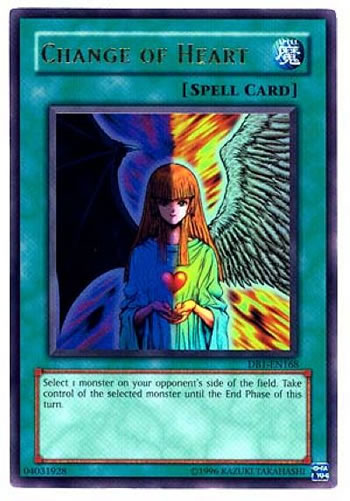 CHANGE OF HEART
[SPELL CARD]
DB1-EN168
Select 1 monster on your opponent's side of the field. Take
control of the selected monster until the End Phase of this
turn.
04031928
©1996 KAZUKI TAKAHASHI